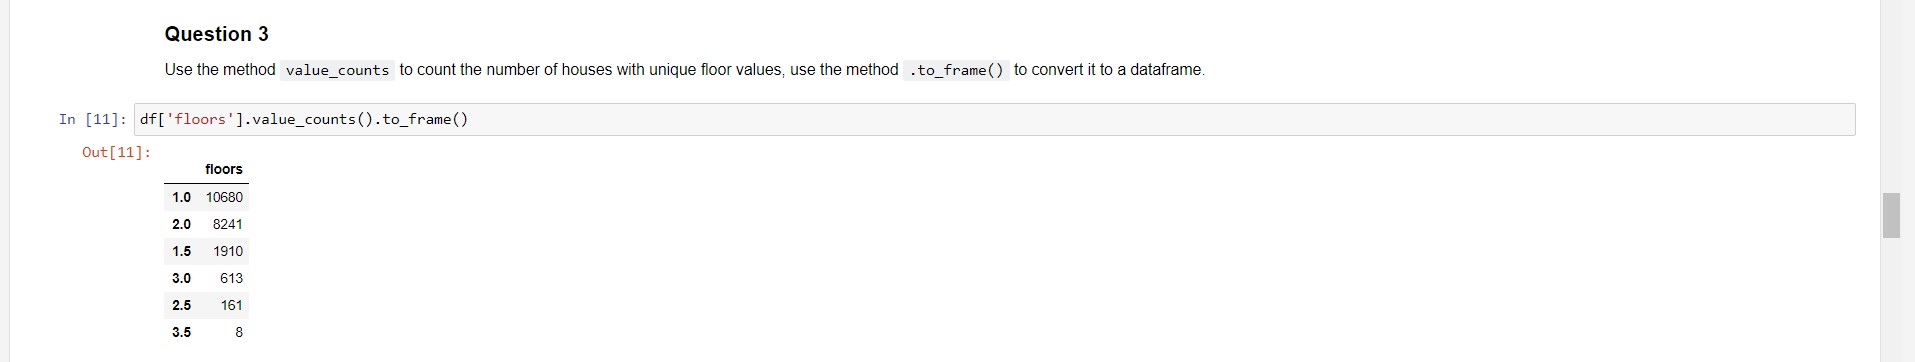 Question 3
Use the method value_counts to count the number of houses with unique floor values, use the method .to_frame() to convert it to a dataframe.
In [11]: df['floors'].value_counts().to_frame()
Out[11]:
floors
1.0 10680
2.0 8241
1.5 1910
3.0 613
2.5 161
3.5 8